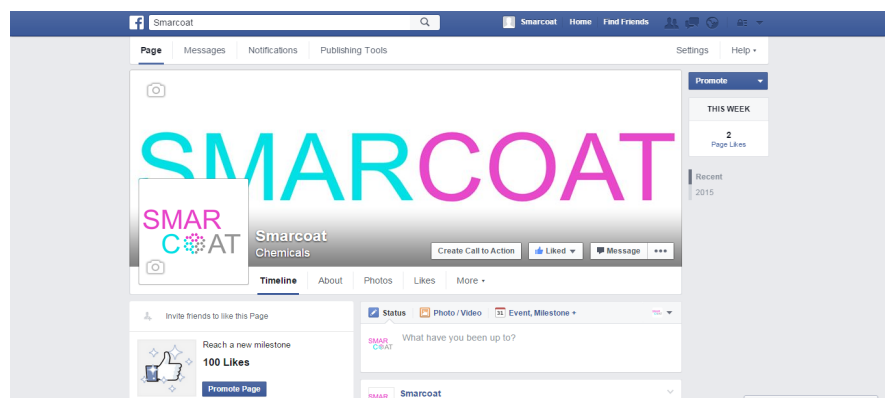 Smarcoat
Smarcoat Home Find Friends
Page Messages Notifications Publishing Tools Settings Help
Promote
THIS WEEK
2
Page Likes
Recent
2015
SMARCOAT
SMAR
COAT
Smarcoat
Chemicals
Create Call to Action Liked Message
Timeline About Photos Likes More
Invite friends to like this Page
Reach a new milestone
100 Likes
Promote Page
Status Photo / Video 31 Event, Milestone +
SMAR
COAT
What have you been up to?
SMAR
Smarcoat